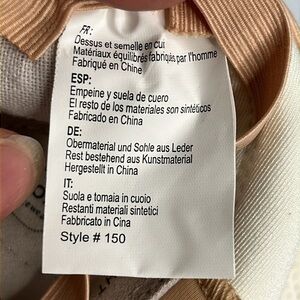 FR:
Dessus et semelle en cuir
Matériaux équilibrés fabriqués par l'homme
Fabriqué en Chine
ESP:
Empeine y suela de cuero
El resto de los materiales son sintéticos
Fabricado en China
DE:
Obermaterial und Sohle aus Leder
Rest bestehend aus Kunstmaterial
Hergestellt in China
IT:
Suola e tomaia in cuoio
Restanti materiali sintetici
Fabbricato in Cina
Style # 150